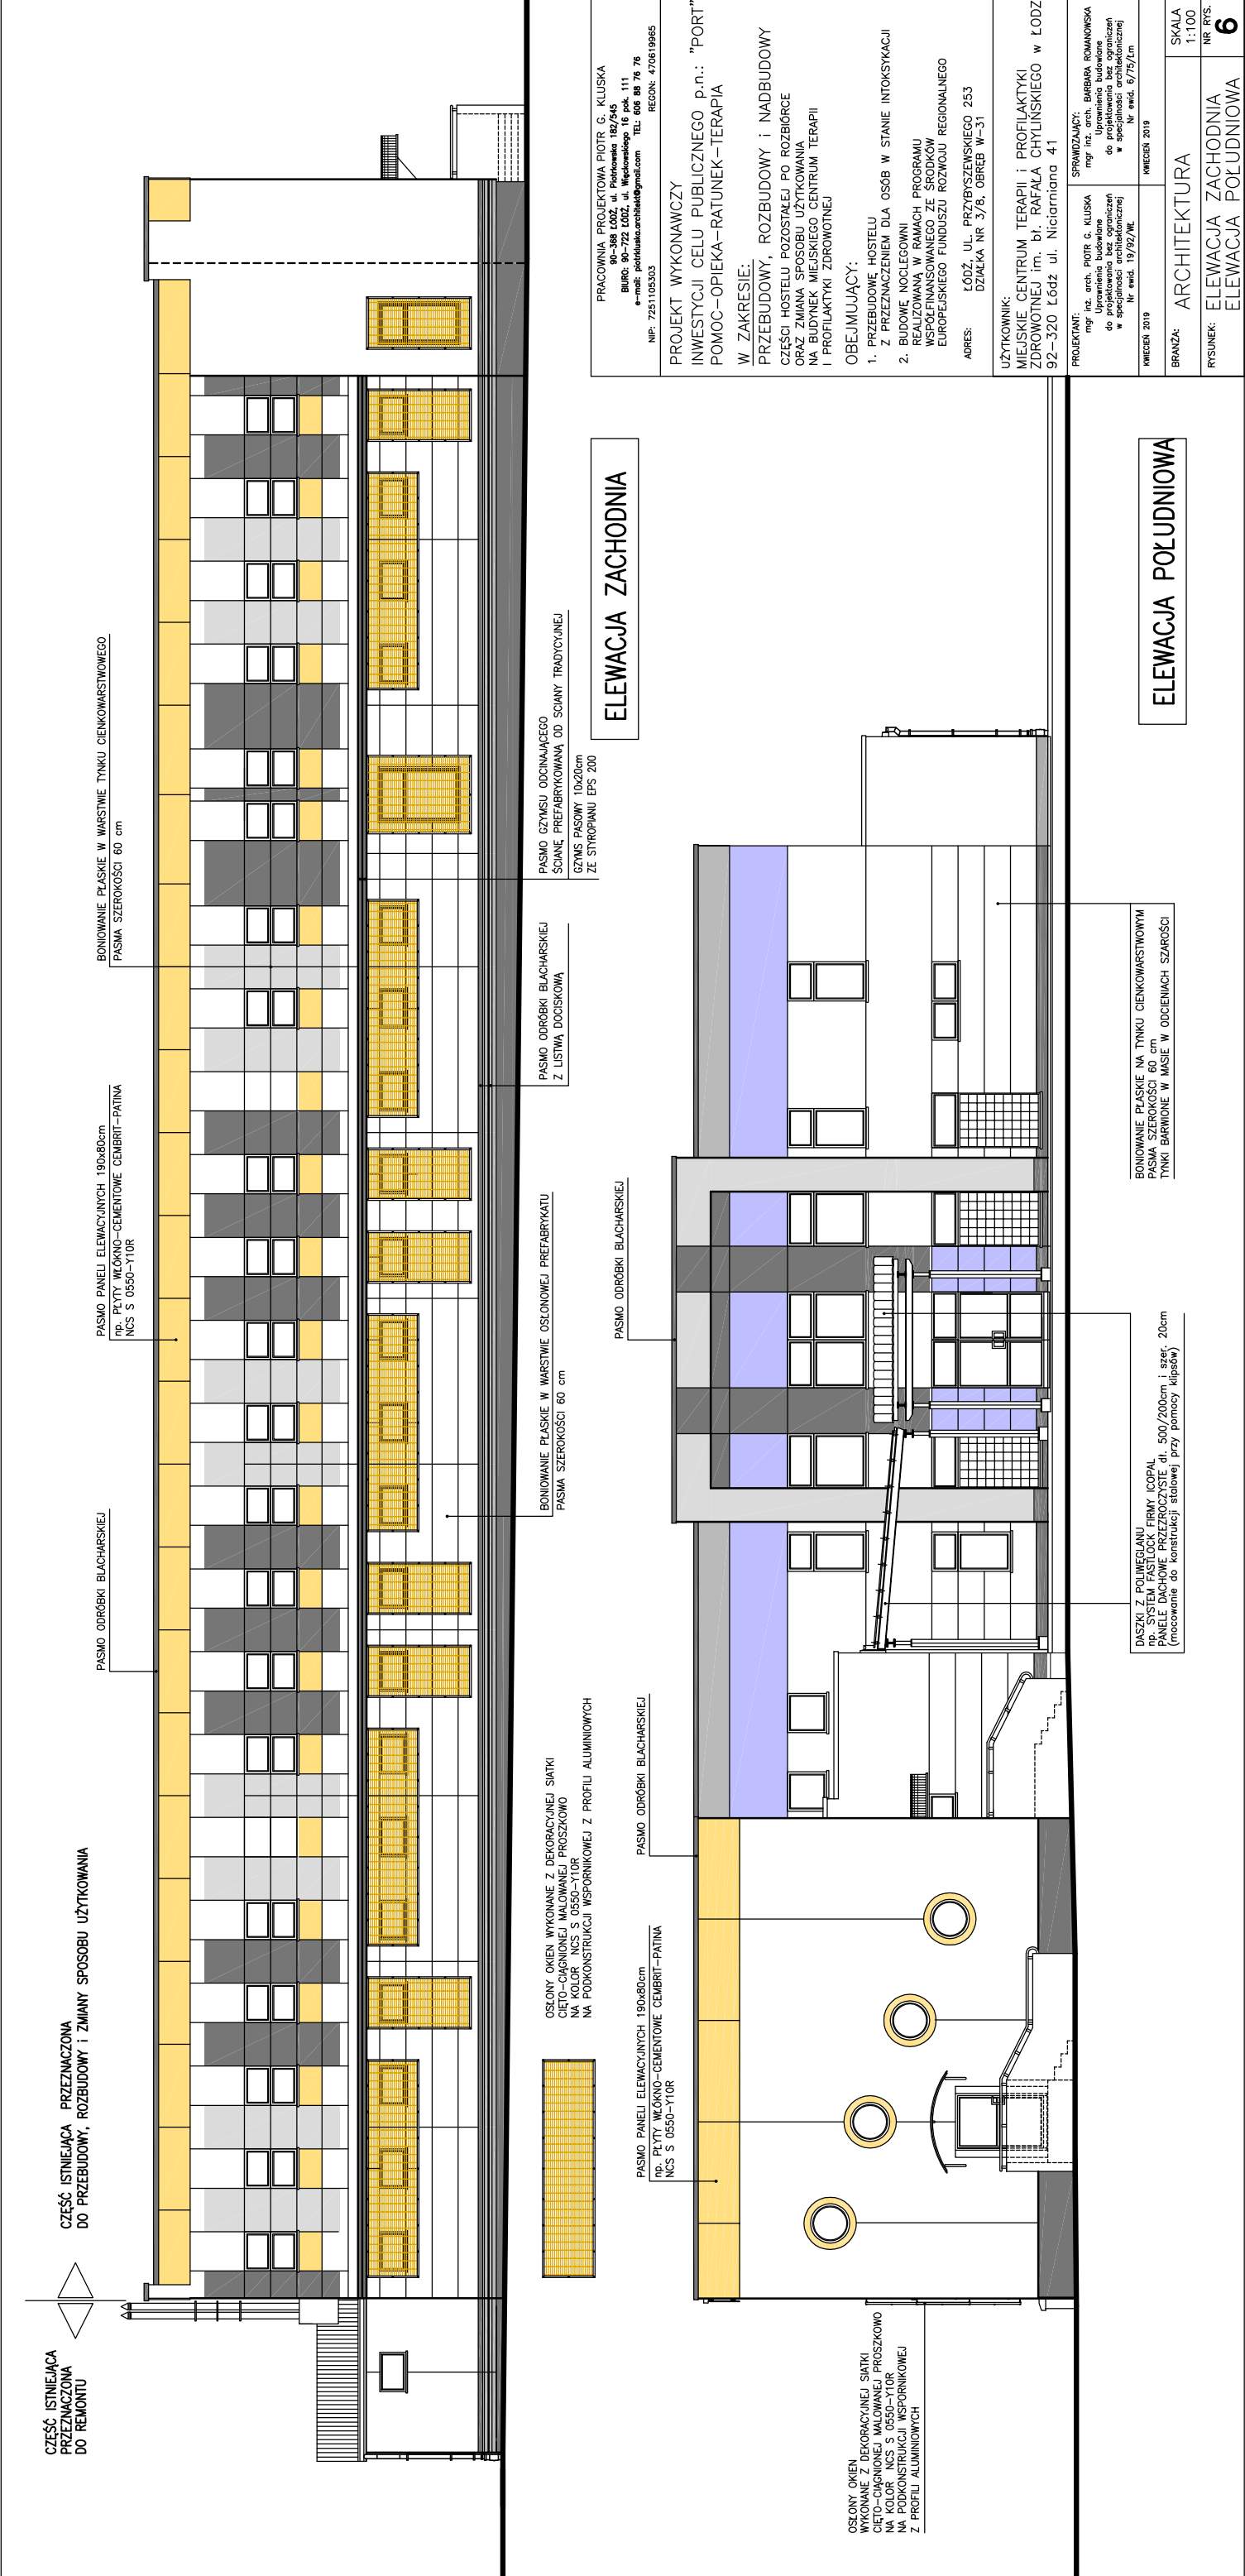 CZĘŚĆ ISTNIEJĄCA
PRZEZNACZONA
DO REMONTU
CZĘŚĆ ISTNIEJĄCA PRZEZNACZONA
DO PRZEBUDOWY, ROZBUDOWY i ZMIANY SPOSOBU UŻYTKOWANIA
PASMO ODRÓBKI BLACHARSKIEJ
PASMO PANELI ELEWACYJNYCH 190x80cm
np. PŁYTY WŁÓKNO-CEMENTOWE CEMBRIT-PATINA
NCS S 0550-Y10R
BONIOWANIE PŁASKIE W WARSTWIE TYNKU CIENKOWARSTWOWEGO
PASMA SZEROKOŚCI 60 cm
OSŁONY OKIEN WYKONANE Z DEKORACYJNEJ SIATKI
CIĘTO-CIĄGNIONEJ MALOWANEJ PROSZKOWO
NA KOLOR NCS S 0550-Y10R
NA PODKONSTRUKCJI WSPORNIKOWEJ Z PROFILI ALUMINIOWYCH
BONIOWANIE PŁASKIE W WARSTWIE OSŁONOWEJ PREFABRYKATU
PASMA SZEROKOŚCI 60 cm
PASMO ODRÓBKI BLACHARSKIEJ
Z LISTWĄ DOCISKOWĄ
PASMO GZYMSU ODCINAJĄCEGO
ŚCIANĘ PREFABRYKOWANĄ OD SCIANY TRADYCYJNEJ
GZYMS PASOWY 10x20cm
ZE STYROPIANU EPS 200
ELEWACJA ZACHODNIA
OSŁONY OKIEN
WYKONANE Z DEKORACYJNEJ SIATKI
CIĘTO-CIĄGNIONEJ MALOWANEJ PROSZKOWO
NA KOLOR NCS S 0550-Y10R
NA PODKONSTRUKCJI WSPORNIKOWEJ
Z PROFILI ALUMINIOWYCH
PASMO PANELI ELEWACYJNYCH 190x80cm
np. PŁYTY WŁÓKNO-CEMENTOWE CEMBRIT-PATINA
NCS S 0550-Y10R
PASMO ODRÓBKI BLACHARSKIEJ
PASMO ODRÓBKI BLACHARSKIEJ
DASZKI Z POLIWĘGLANU
np. SYSTEM FASTLOCK FIRMY ICOPAL
PANELE DACHOWE PRZEZROCZYSTE dł. 500/200cm i szer. 20cm
(mocowanie do konstrukcji stalowej przy pomocy klipsów)
BONIOWANIE PŁASKIE NA TYNKU CIENKOWARSTWOWYM
PASMA SZEROKOŚCI 60 cm
TYNKI BARWIONE W MASIE W ODCIENIACH SZAROŚCI
ELEWACJA POŁUDNIOWA
PRACOWNIA PROJEKTOWA PIOTR G. KLUSKA
90-368 ŁÓDŹ, ul. Piotrkowska 182/545
BIURO: 90-722 ŁÓDŹ, ul. Więckowskiego 16 pok. 111
e-mail: piotrkluska.architekt@gmail.com TEL: 606 88 76 76
NIP: 7251105303 REGON: 470619965
PROJEKT WYKONAWCZY
INWESTYCJI CELU PUBLICZNEGO p.n.: "PORT"
POMOC-OPIEKA-RATUNEK-TERAPIA
W ZAKRESIE:
PRZEBUDOWY, ROZBUDOWY i NADBUDOWY
CZĘŚCI HOSTELU POZOSTAŁEJ PO ROZBIÓRCE
ORAZ ZMIANA SPOSOBU UŻYTKOWANIA
NA BUDYNEK MIEJSKIEGO CENTRUM TERAPII
I PROFILAKTYKI ZDROWOTNEJ
OBEJMUJĄCY:
1. PRZEBUDOWĘ HOSTELU
Z PRZEZNACZENIEM DLA OSÓB W STANIE INTOKSYKACJI
2. BUDOWĘ NOCLEGOWNI
REALIZOWANĄ W RAMACH PROGRAMU
WSPÓŁFINANSOWANEGO ZE ŚRODKÓW
EUROPEJSKIEGO FUNDUSZU ROZWOJU REGIONALNEGO
ADRES: ŁÓDŹ, UL. PRZYBYSZEWSKIEGO 253
DZIAŁKA NR 3/8, OBRĘB W-31
UŻYTKOWNIK:
MIEJSKIE CENTRUM TERAPII i PROFILAKTYKI
ZDROWOTNEJ im. bł. RAFAŁA CHYLIŃSKIEGO w ŁODZI
92-320 Łódź ul. Niciarniana 41
PROJEKTANT:
mgr inż. arch. PIOTR G. KLUSKA
Uprawnienia budowlane
do projektowania bez ograniczeń
w specjalności architektonicznej
Nr ewid. 19/92/WŁ
KWIECIEŃ 2019
SPRAWDZAJĄCY:
mgr inż. arch. BARBARA ROMANOWSKA
Uprawnienia budowlane
do projektowania bez ograniczeń
w specjalności architektonicznej
Nr ewid. 6/75/Łm
KWIECIEŃ 2019
BRANŻA: ARCHITEKTURA
SKALA
1:100
RYSUNEK: ELEWACJA ZACHODNIA
ELEWACJA POŁUDNIOWA
NR RYS.
6